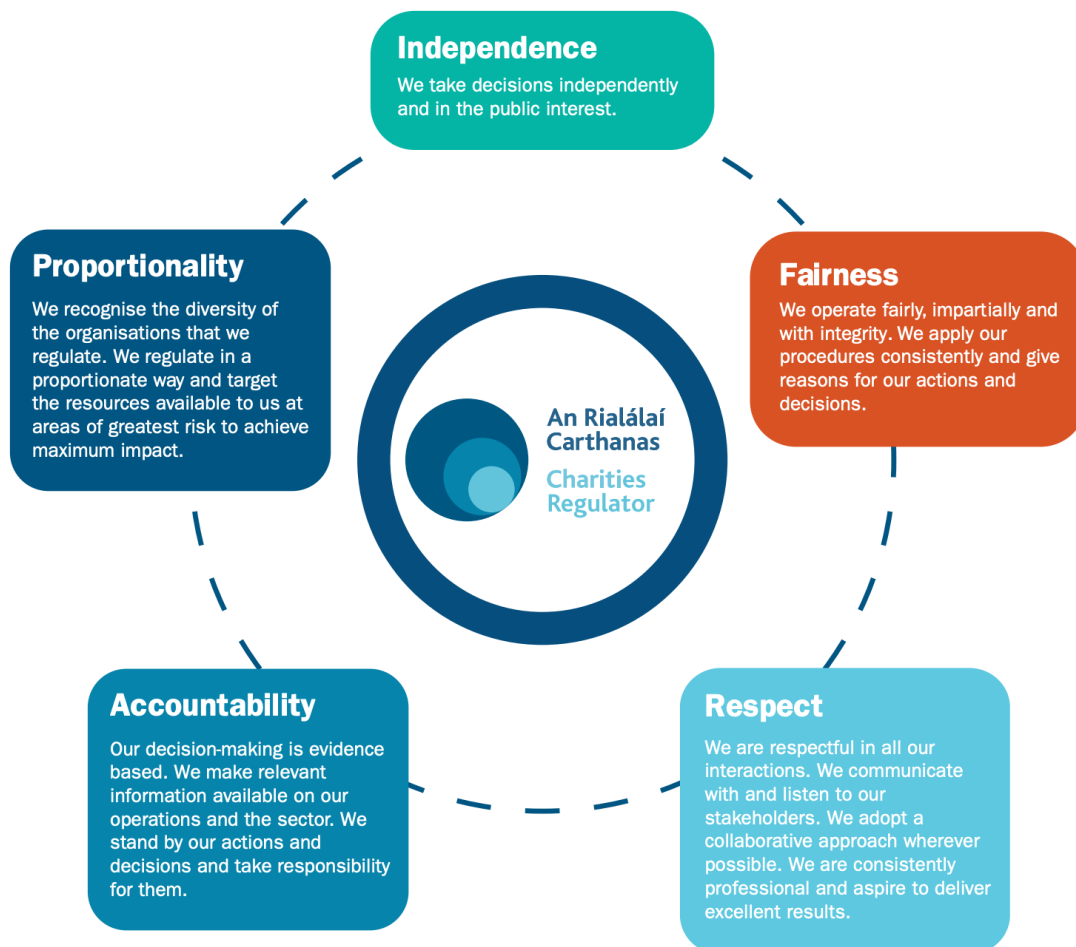 Independence
We take decisions independently
and in the public interest.
Proportionality
We recognise the diversity of
the organisations that we
regulate. We regulate in a
proportionate way and target
the resources available to us at
areas of greatest risk to achieve
maximum impact.
Fairness
We operate fairly, impartially and
with integrity. We apply our
procedures consistently and give
reasons for our actions and
decisions.
An Rialálaí
Carthanas
Charities
Regulator
Accountability
Our decision-making is evidence
based. We make relevant
information available on our
operations and the sector. We
stand by our actions and
decisions and take responsibility
for them.
Respect
We are respectful in all our
interactions. We communicate
with and listen to our
stakeholders. We adopt a
collaborative approach wherever
possible. We are consistently
professional and aspire to deliver
excellent results.